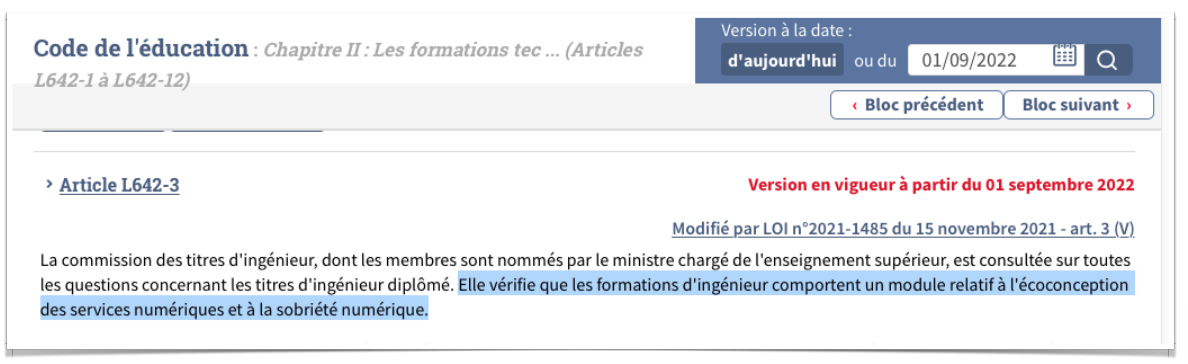 Code de l'éducation : Chapitre II : Les formations tec ... (Articles
L642-1 à L642-12)
Version à la date :
d'aujourd'hui ou du 01/09/2022
‹ Bloc précédent Bloc suivant ›
› Article L642-3 Version en vigueur à partir du 01 septembre 2022
Modifié par LOI n°2021-1485 du 15 novembre 2021 - art. 3 (V)
La commission des titres d'ingénieur, dont les membres sont nommés par le ministre chargé de l'enseignement supérieur, est consultée sur toutes
les questions concernant les titres d'ingénieur diplômé. Elle vérifie que les formations d'ingénieur comportent un module relatif à l'écoconception
des services numériques et à la sobriété numérique.